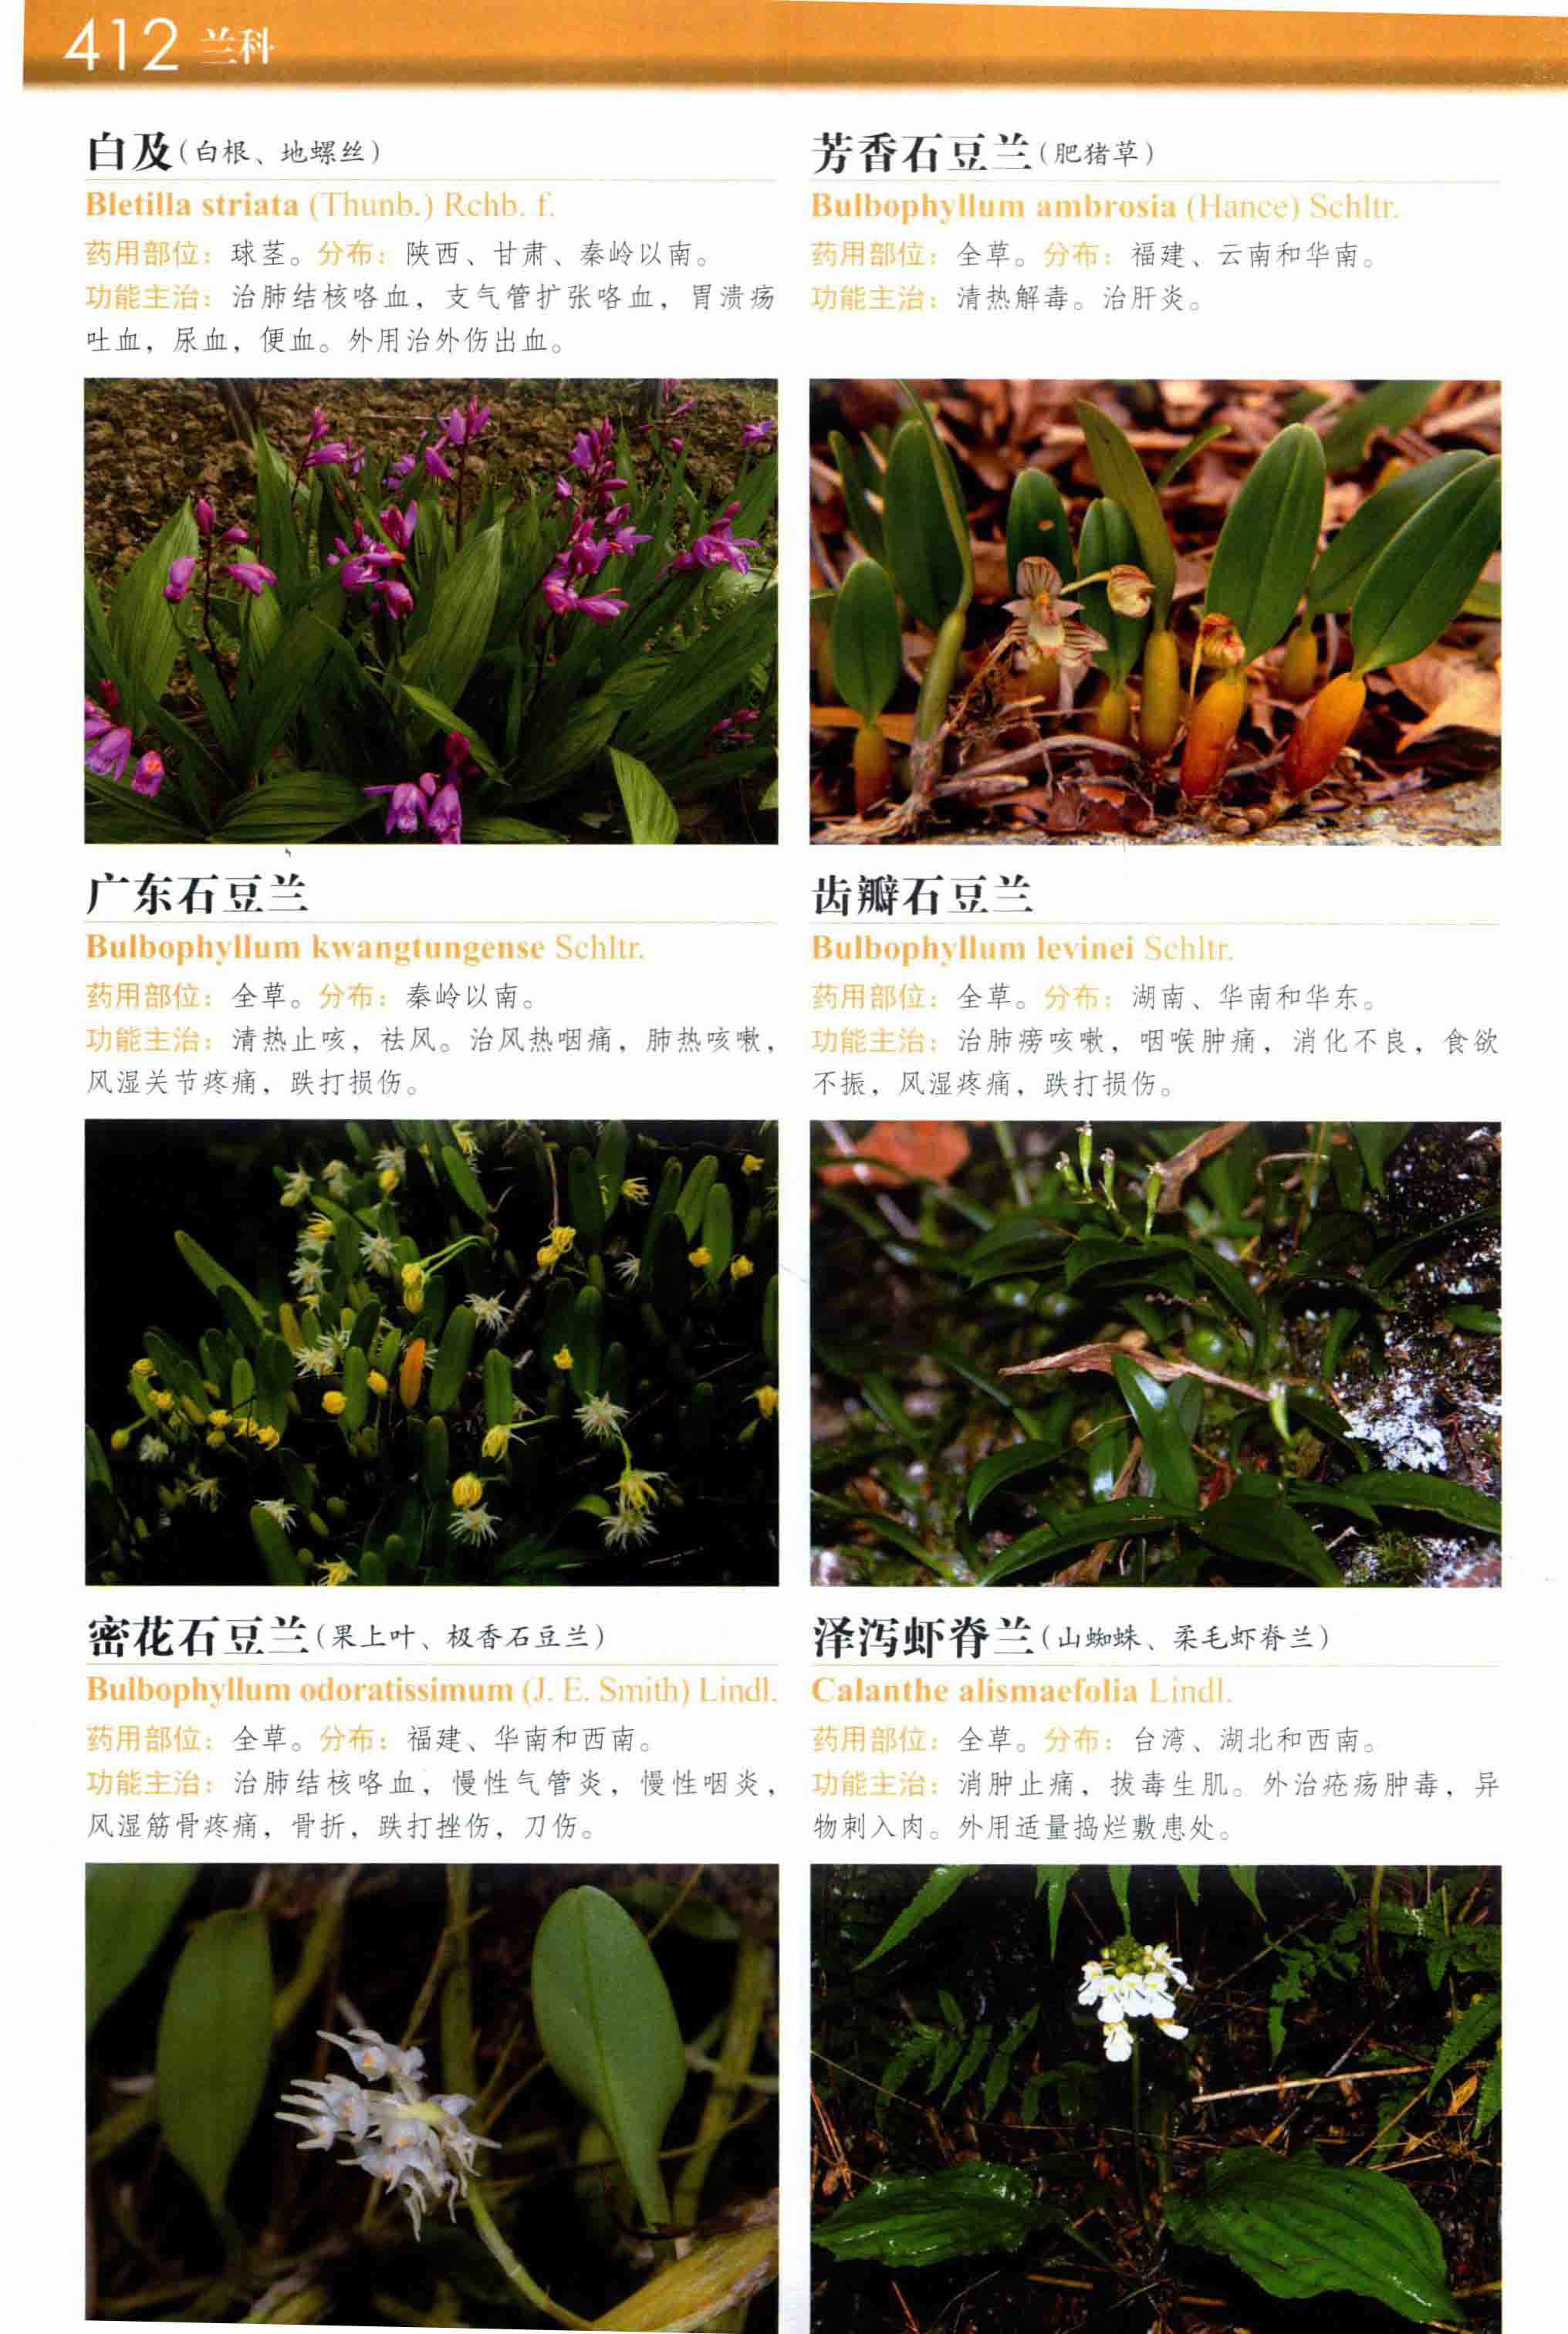 412 兰科
白及(白根、地螺丝)
Bletilla striata (Thunb.) Rchb. f.
药用部位：球茎。分布：陕西、甘肃、秦岭以南。
功能主治：治肺结核咯血，支气管扩张咯血，胃溃疡
吐血，尿血，便血。外用治外伤出血。
芳香石豆兰(肥猪草)
Bulbophyllum ambrosia (Hance) Schltr.
药用部位：全草。分布：福建、云南和华南。
功能主治：清热解毒。治肝炎。
广东石豆兰
Bulbophyllum kwangtungense Schltr.
药用部位：全草。分布：秦岭以南。
功能主治：清热止咳，祛风。治风热咽痛，肺热咳嗽，
风湿关节疼痛，跌打损伤。
齿瓣石豆兰
Bulbophyllum levinei Schltr.
药用部位：全草。分布：湖南、华南和华东。
功能主治：治肺痨咳嗽，咽喉肿痛，消化不良，食欲
不振，风湿疼痛，跌打损伤。
密花石豆兰(果上叶、极香石豆兰)
Bulbophyllum odoratissimum (J. E. Smith) Lindl.
药用部位：全草。分布：福建、华南和西南。
功能主治：治肺结核咯血，慢性气管炎，慢性咽炎，
风湿筋骨疼痛，骨折，跌打挫伤，刀伤。
泽泻虾脊兰(山蜘蛛、柔毛虾脊兰)
Calanthe alismaefolia Lindl.
药用部位：全草。分布：台湾、湖北和西南。
功能主治：消肿止痛，拔毒生肌。外治疮疡肿毒，异
物刺入肉。外用适量捣烂敷患处。